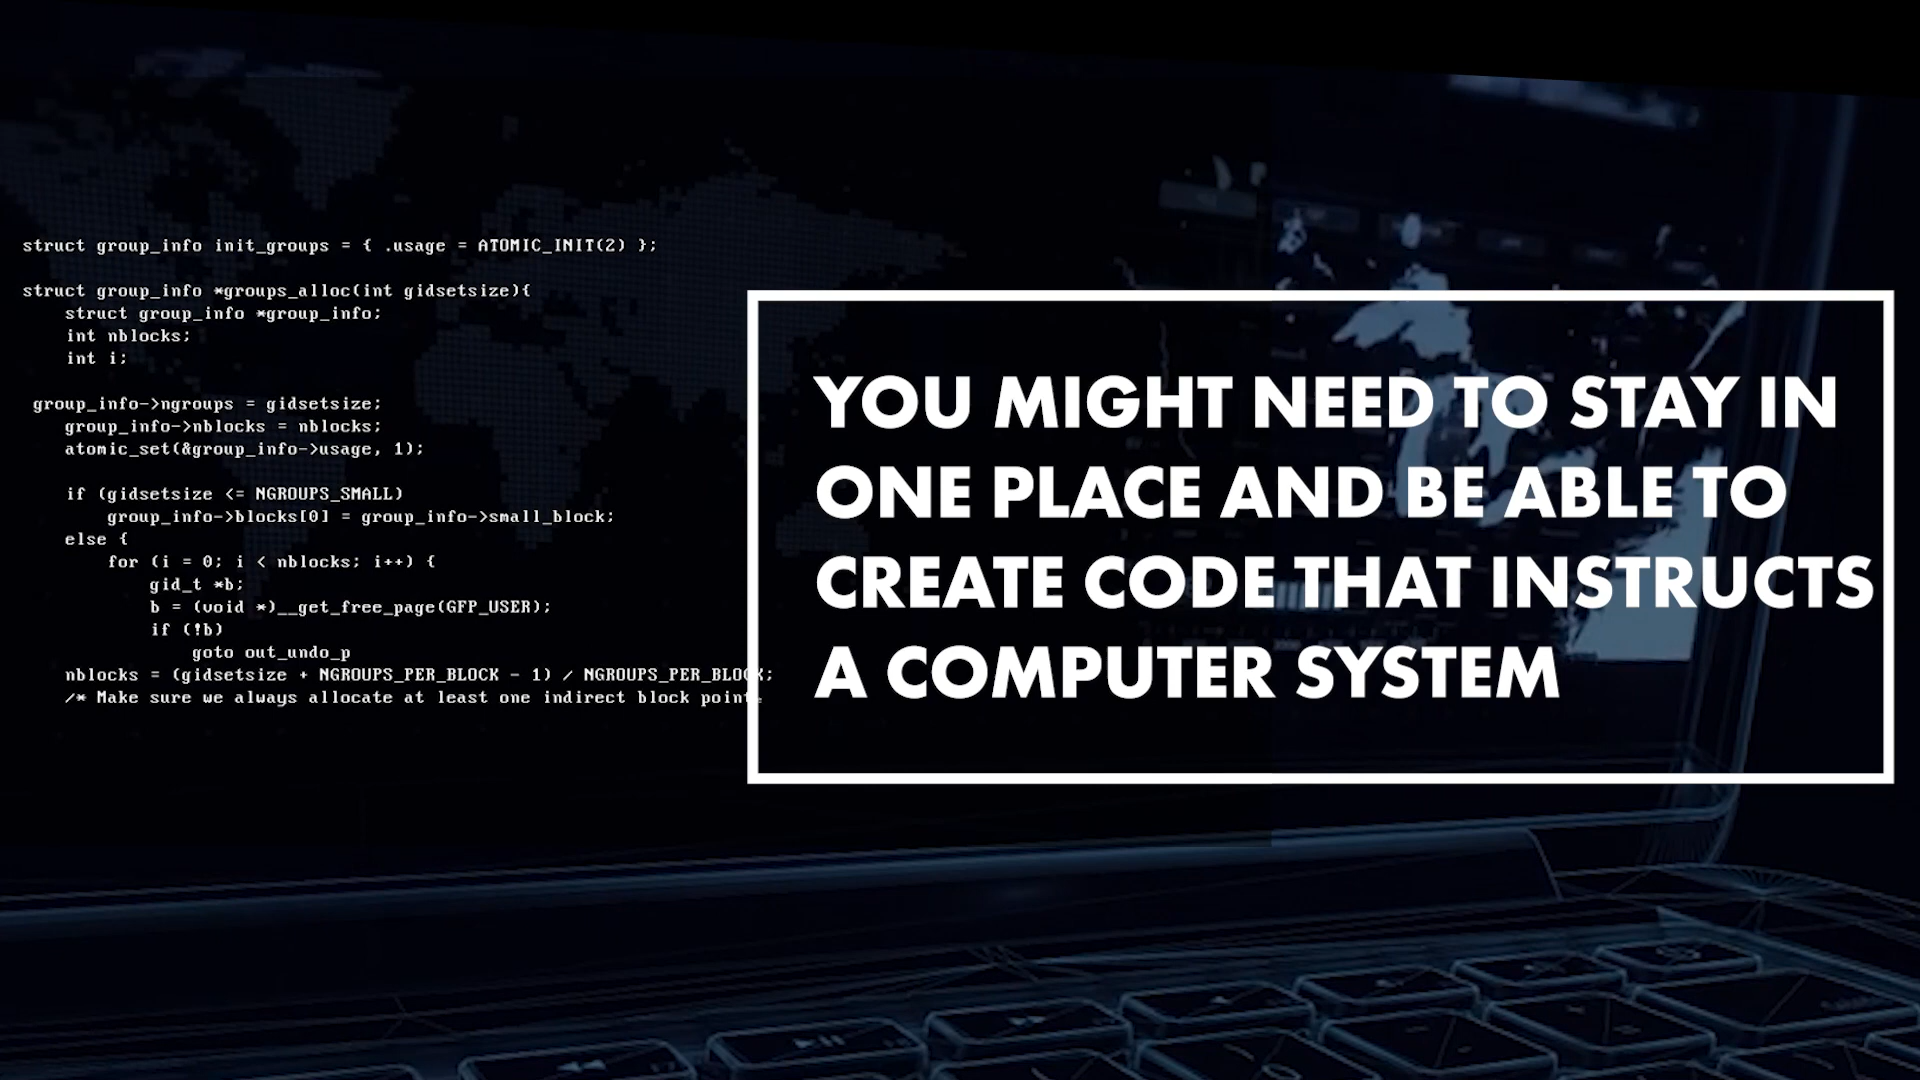 struct group_info init_groups = { .usage = ATOMIC_INIT(2) };
struct group_info *groups_alloc(int gidsetsize){
struct group_info *group_info;
int nblocks;
int i;
group_info->ngroups = gidsetsize;
group_info->nblocks = nblocks;
atomic_set(&group_info->usage, 1);
if (gidsetsize <= NGROUPS_SMALL)
group_info->blocks[0] = group_info->small_block;
else {
for (i = 0; i < nblocks; i++) {
gid_t *b;
b = (void *)__get_free_page(GFP_USER);
if (!b)
goto out_undo_p
nblocks = (gidsetsize + NGROUPS_PER_BLOCK - 1) / NGROUPS_PER_BLOCK;
/* Make sure we always allocate at least one indirect block point
YOU MIGHT NEED TO STAY IN
ONE PLACE AND BE ABLE TO
CREATE CODE THAT INSTRUCTS
A COMPUTER SYSTEM